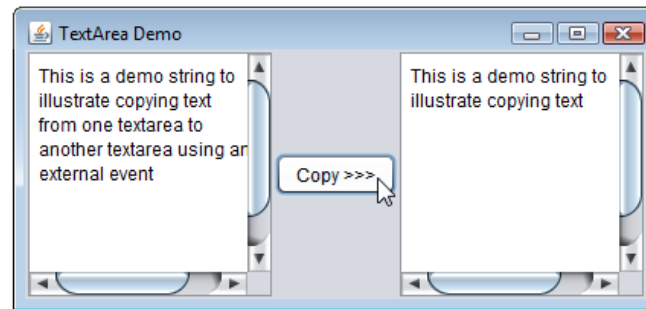 TextArea Demo
This is a demo string to
illustrate copying text
from one textarea to
another textarea using an
external event
Copy >>>
This is a demo string to
illustrate copying text